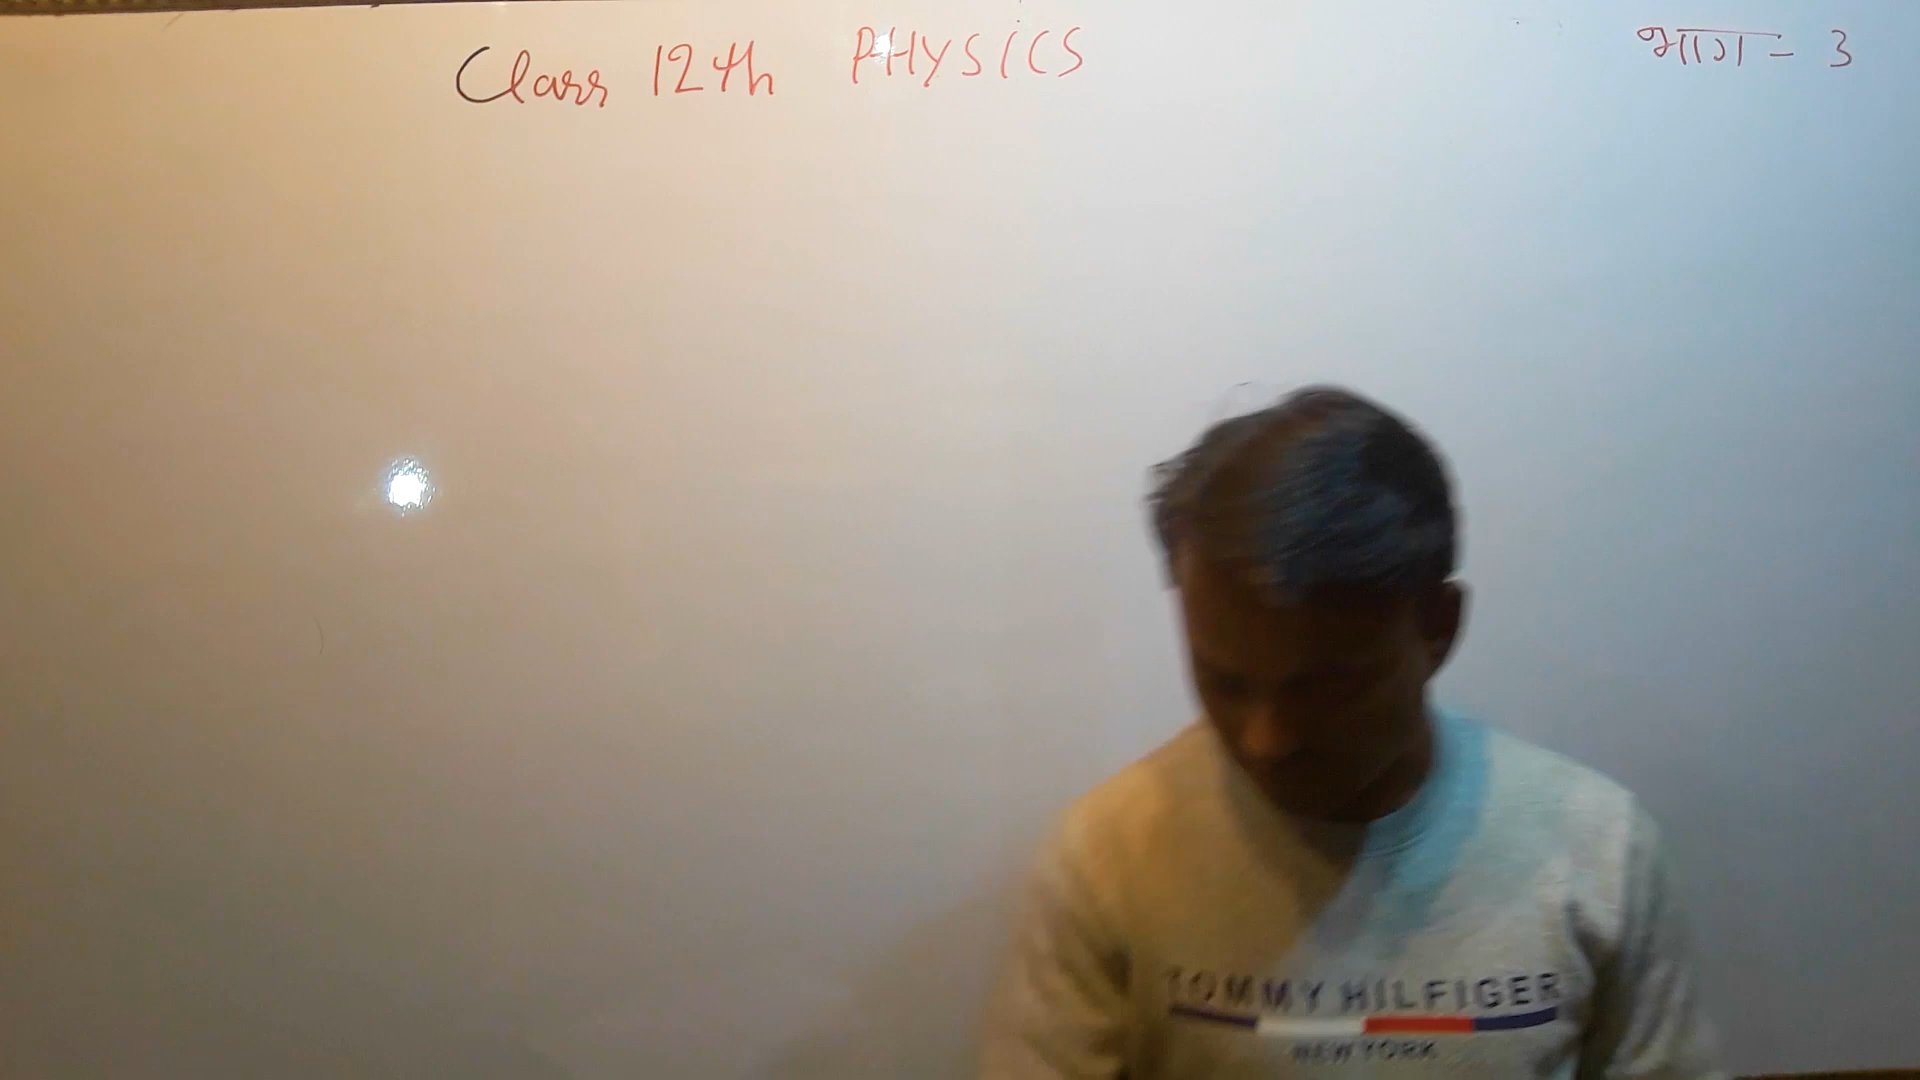 Class 12th PHYSICS
भाग - 3
TOMMY HILFIGER
NEW YORK